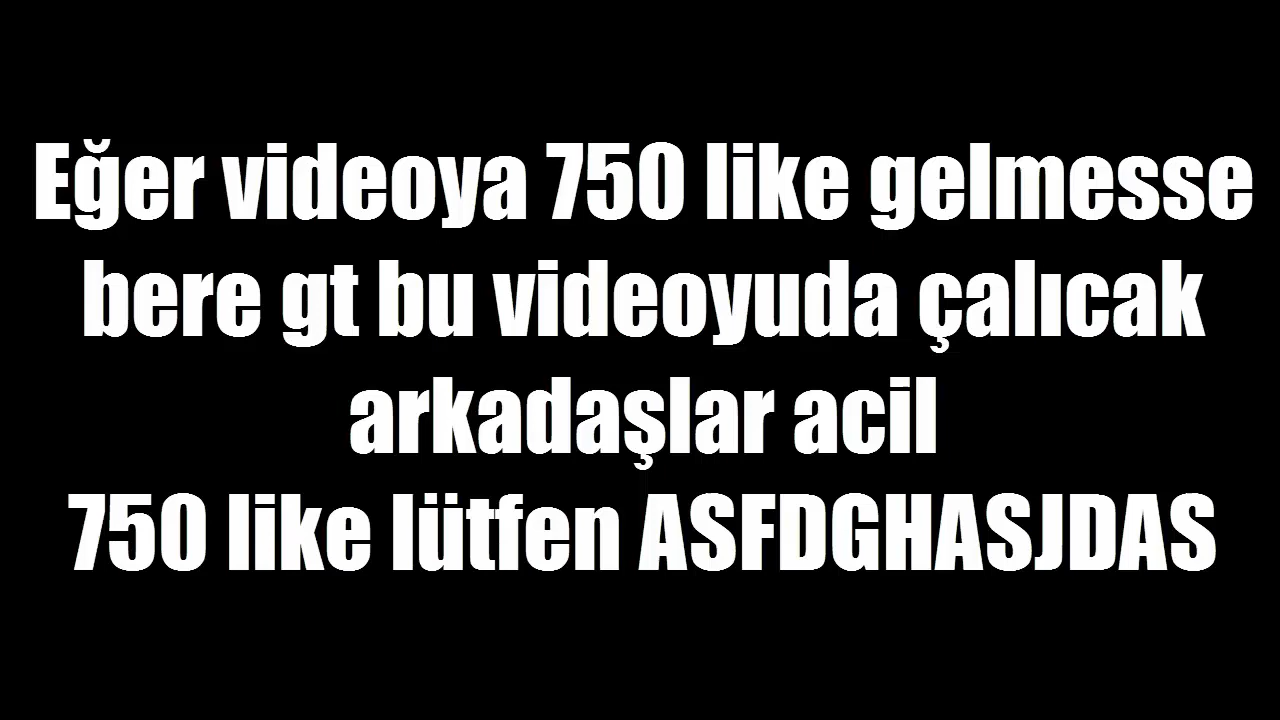 Eğer videoya 750 like gelmesse
bere gt bu videoyuda çalıcak
arkadaşlar acil
750 like lütfen ASFDGHASJDAS